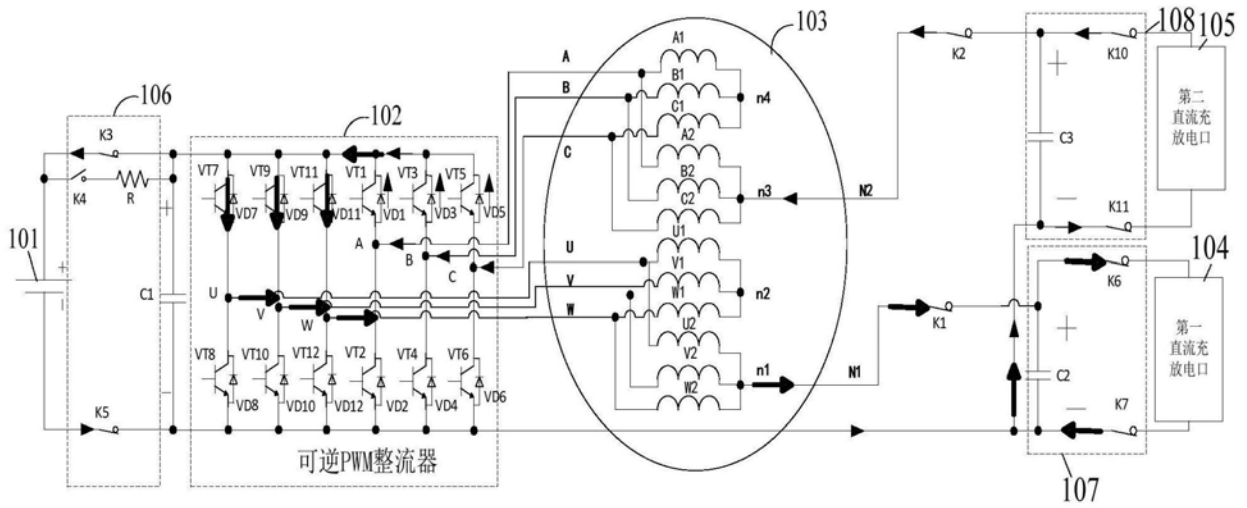 108
105
103
K2
K10
A1
A
B1
B
n4
C1
106
102
C
A2
第二
直流充
放电口
C3
K3
VT7
VT9
VT11
VT1
VT3
VT5
B2
n3
N2
K4
R
VD7
VD9
VD11
VD1
VD3
VD5
C2
K11
101
A
U
U1
104
B
C
V
V1
K6
C1
U
W1
n2
V
W
W
K1
U2
第一
直流充
放电口
VT8
VT10
VT12
VT2
VT4
VT6
V2
n1
N1
C2
W2
VD8
VD10
VD12
VD2
VD4
VD6
K7
K5
可逆PWM整流器
107